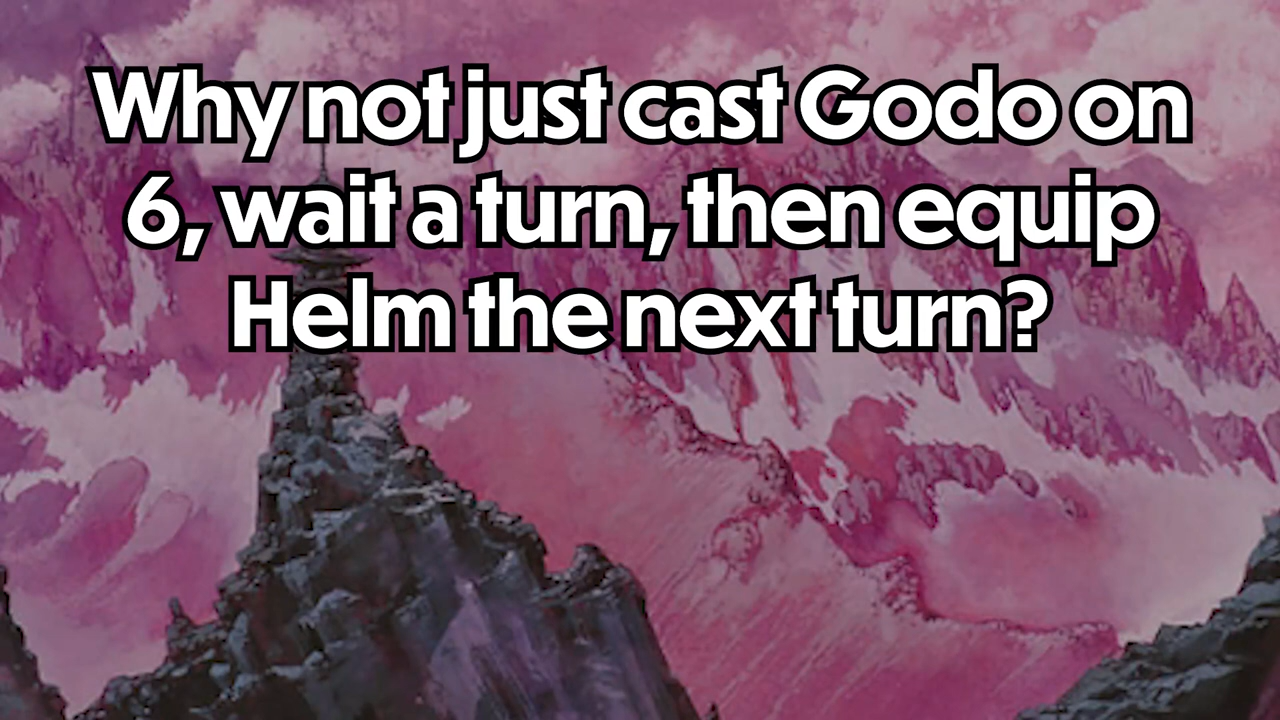 Why not just cast Godo on
6, wait a turn, then equip
Helm the next turn?